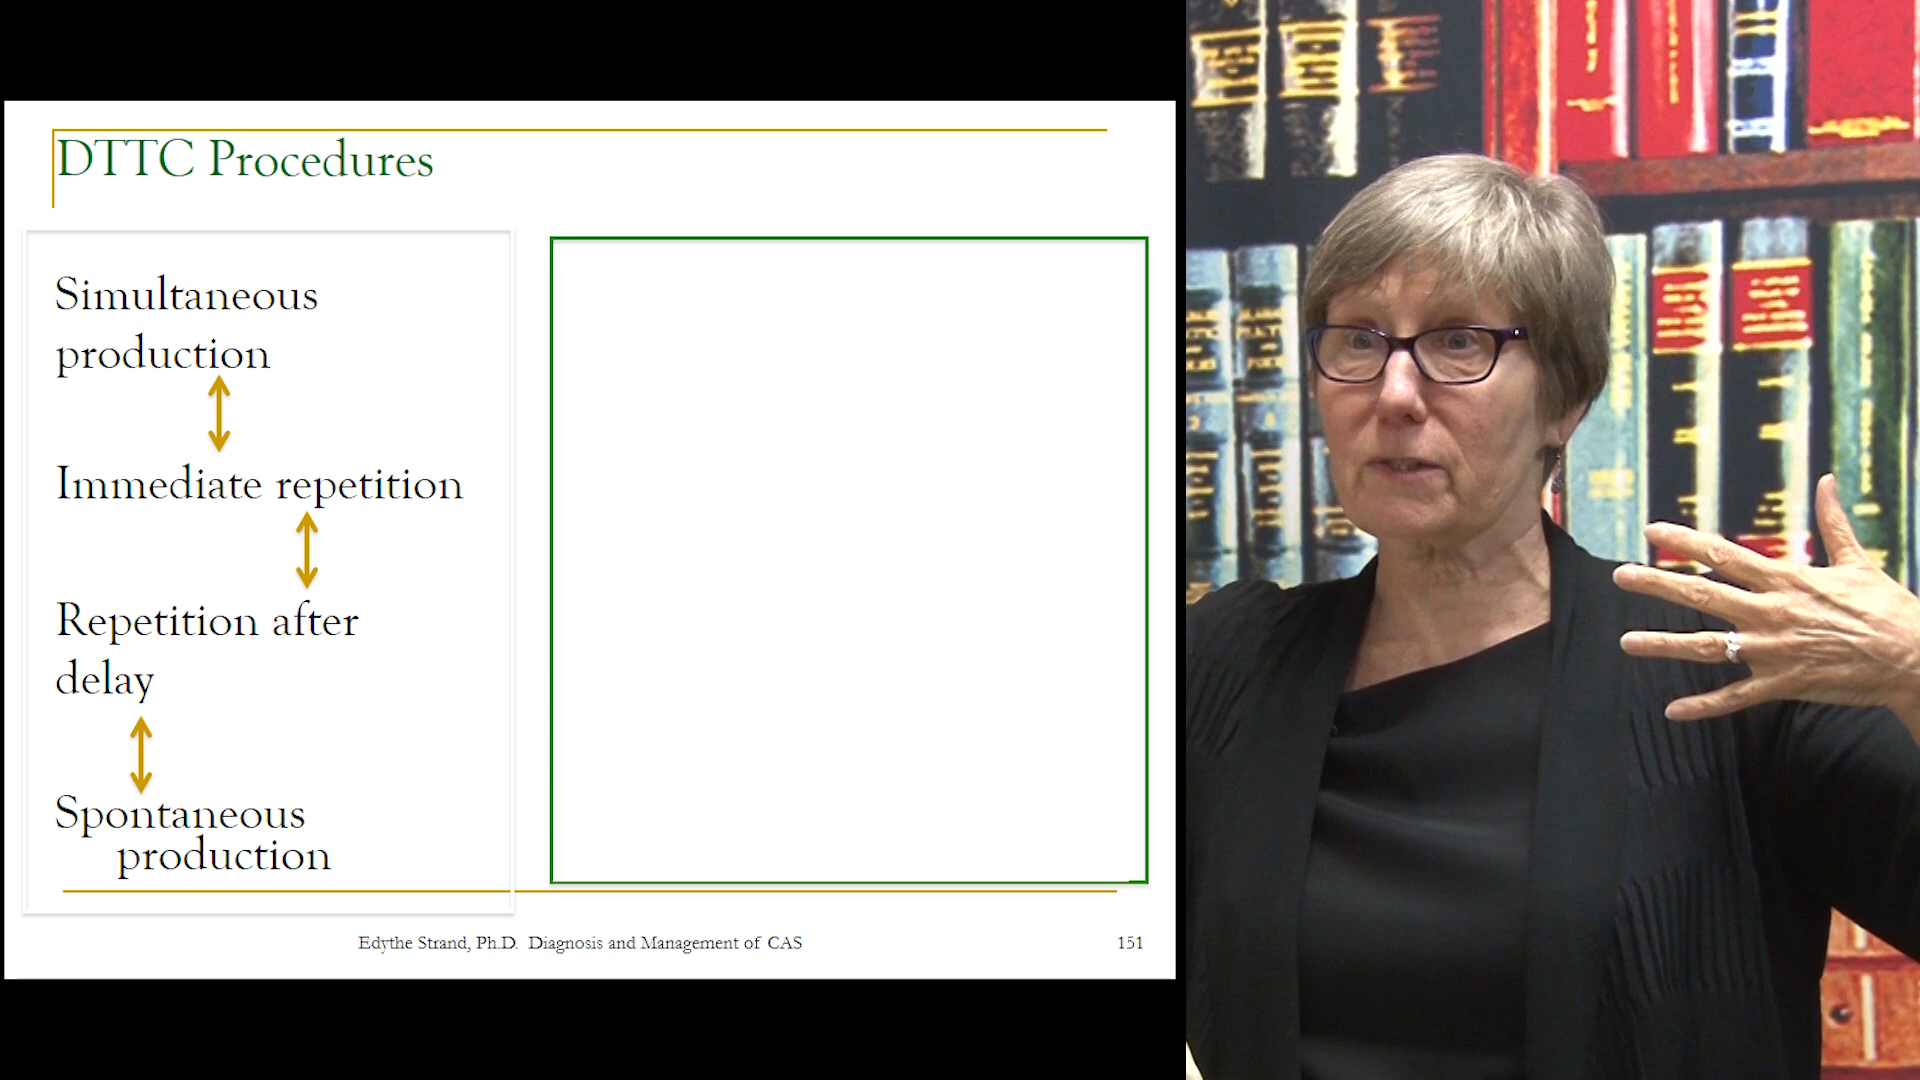 DTTC Procedures
Simultaneous
production
Immediate repetition
Repetition after
delay
Spontaneous
production
Edythe Strand, Ph.D. Diagnosis and Management of CAS
151